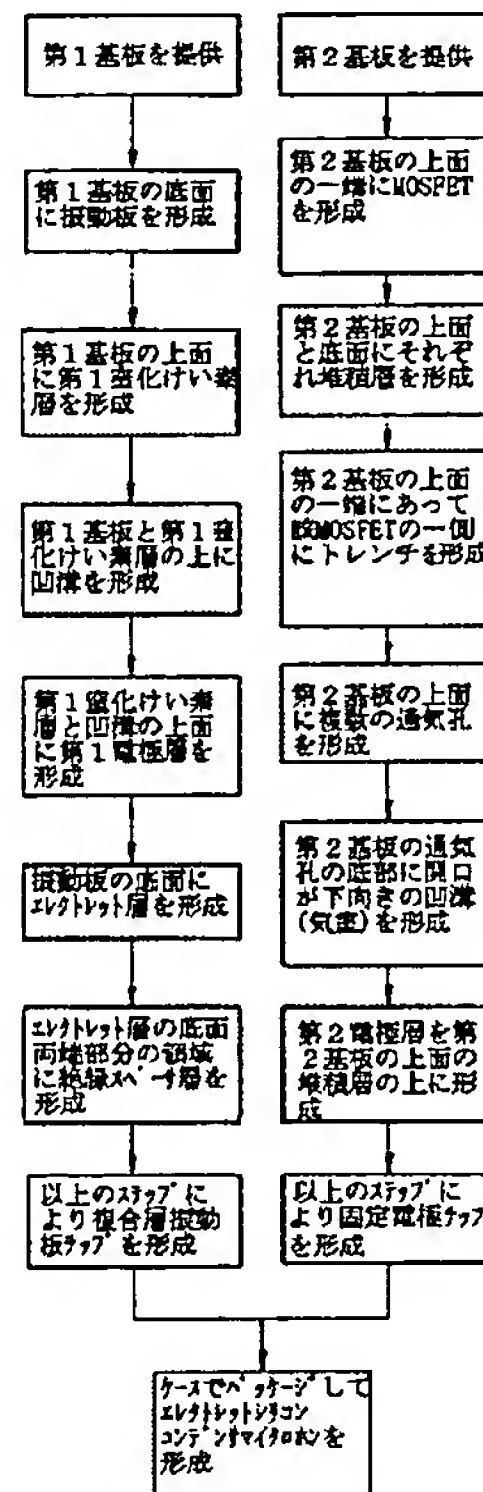 第1基板を提供
第1基板の底面
に振動板を形成
第1基板の上面
に第1窒化けい素
層を形成
第1基板と第1窒
化けい素層の上に
凹溝を形成
第1窒化けい素
層と凹溝の上面
に第1電極層を
形成
振動板の底面に
エレクトレット層を形成
エレクトレット層の底面
両端部分の領域
に絶縁スペーサ層を
形成
以上のステップに
より複合層振動
板チップを形成
第2基板を提供
第2基板の上面
の一端にMOSFET
を形成
第2基板の上面
と底面にそれぞ
れ堆積層を形成
第2基板の上面
の一端にあって
該MOSFETの一側
にトレンチを形成
第2基板の上面
に複数の通気孔
を形成
第2基板の通気
孔の底部に開口
が下向きの凹溝
(気室)を形成
第2電極層を第
2基板の上面の
堆積層の上に形
成
以上のステップに
より固定電極チップ
を形成
ケースでパッケージして
エレクトレットシリコン
コンデンサマイクロホンを
形成